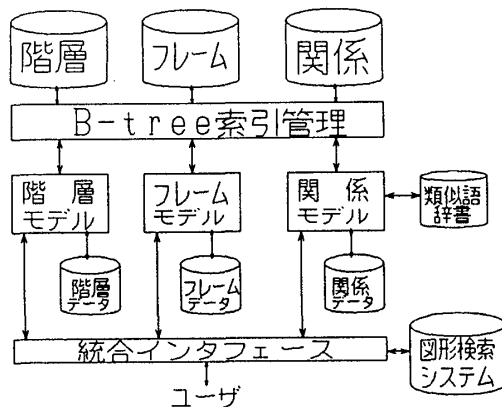 階層
フレーム
関係
B-tree索引管理
階層
モデル
フレーム
モデル
関係
モデル
類似語
辞書
階層
データ
フレーム
データ
関係
データ
統合インタフェース
図形検索
システム
ユーザ